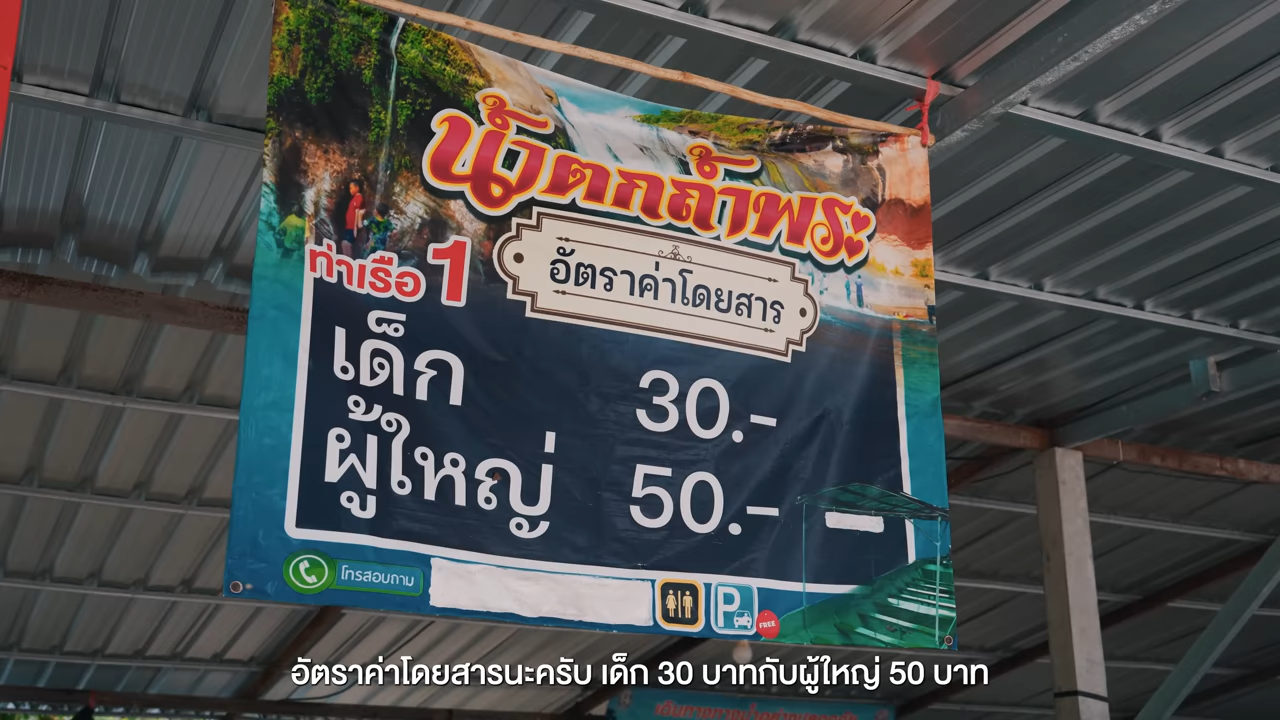 น้ำตกถ้ำพระ
อัตราค่าโดยสาร
ท่าเรือ 1
เด็ก 30.-
ผู้ใหญ่ 50.-
โทรสอบถาม
P
FREE
อัตราค่าโดยสารนะครับ เด็ก 30 บาทกับผู้ใหญ่ 50 บาท